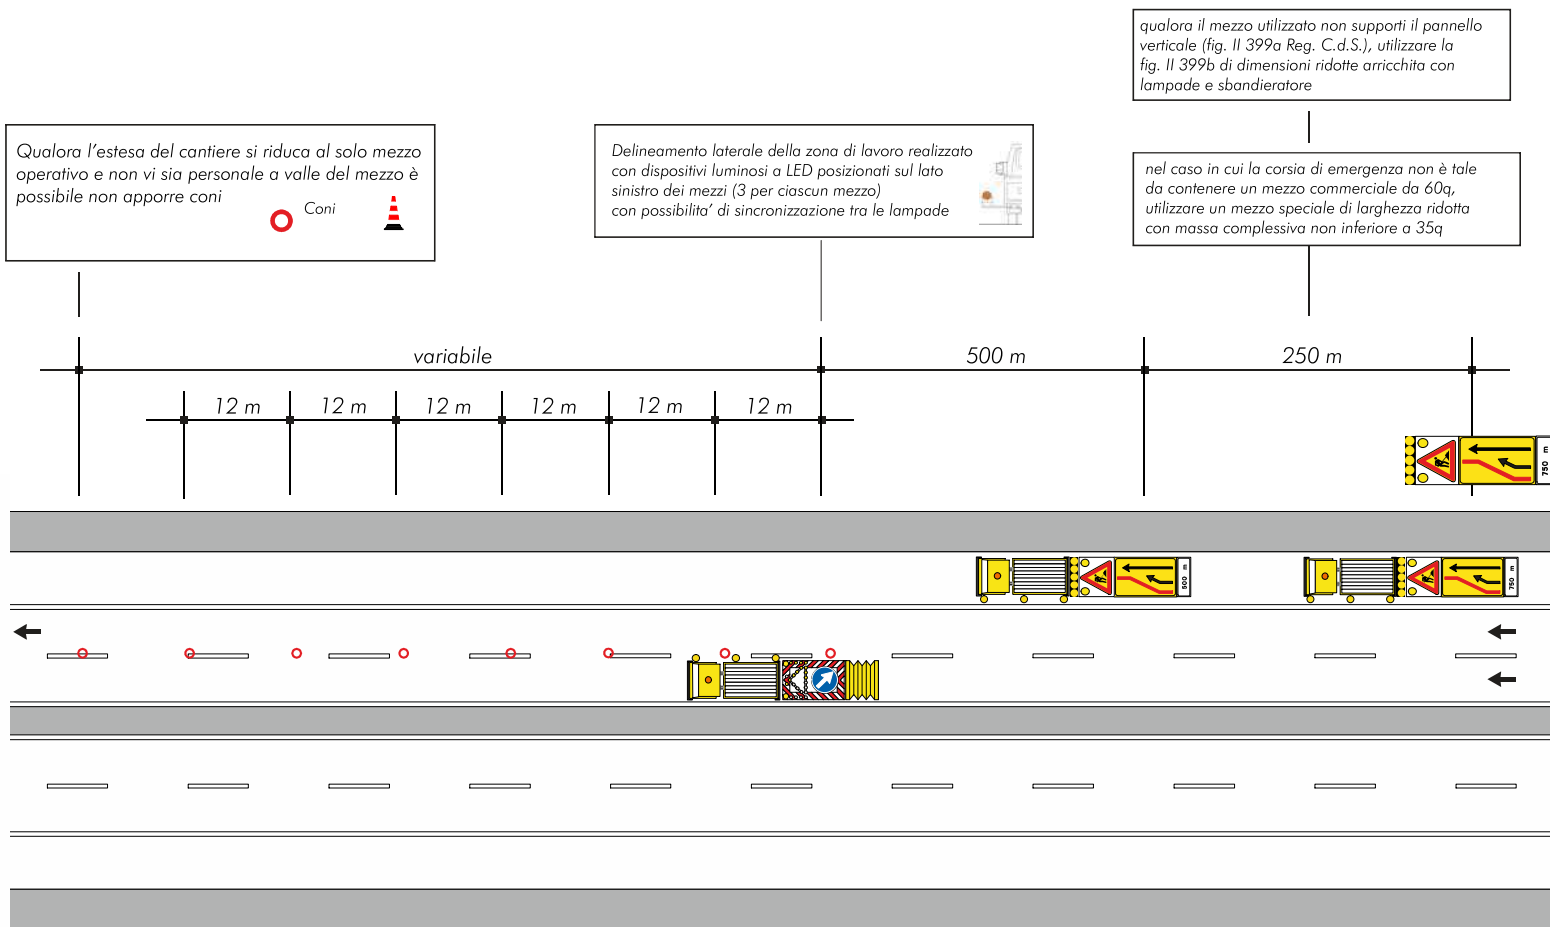 qualora il mezzo utilizzato non supporti il pannello
verticale (fig. II 399a Reg. C.d.S.), utilizzare la
fig. II 399b di dimensioni ridotte arricchita con
lampade e sbandieratore
Qualora l’estesa del cantiere si riduca al solo mezzo
operativo e non vi sia personale a valle del mezzo è
possibile non apporre coni
Coni
Delineamento laterale della zona di lavoro realizzato
con dispositivi luminosi a LED posizionati sul lato
sinistro dei mezzi (3 per ciascun mezzo)
con possibilita’ di sincronizzazione tra le lampade
nel caso in cui la corsia di emergenza non è tale
da contenere un mezzo commerciale da 60q,
utilizzare un mezzo speciale di larghezza ridotta
con massa complessiva non inferiore a 35q
variabile
500 m
250 m
12 m
12 m
12 m
12 m
12 m
12 m
750 m
500 m
750 m